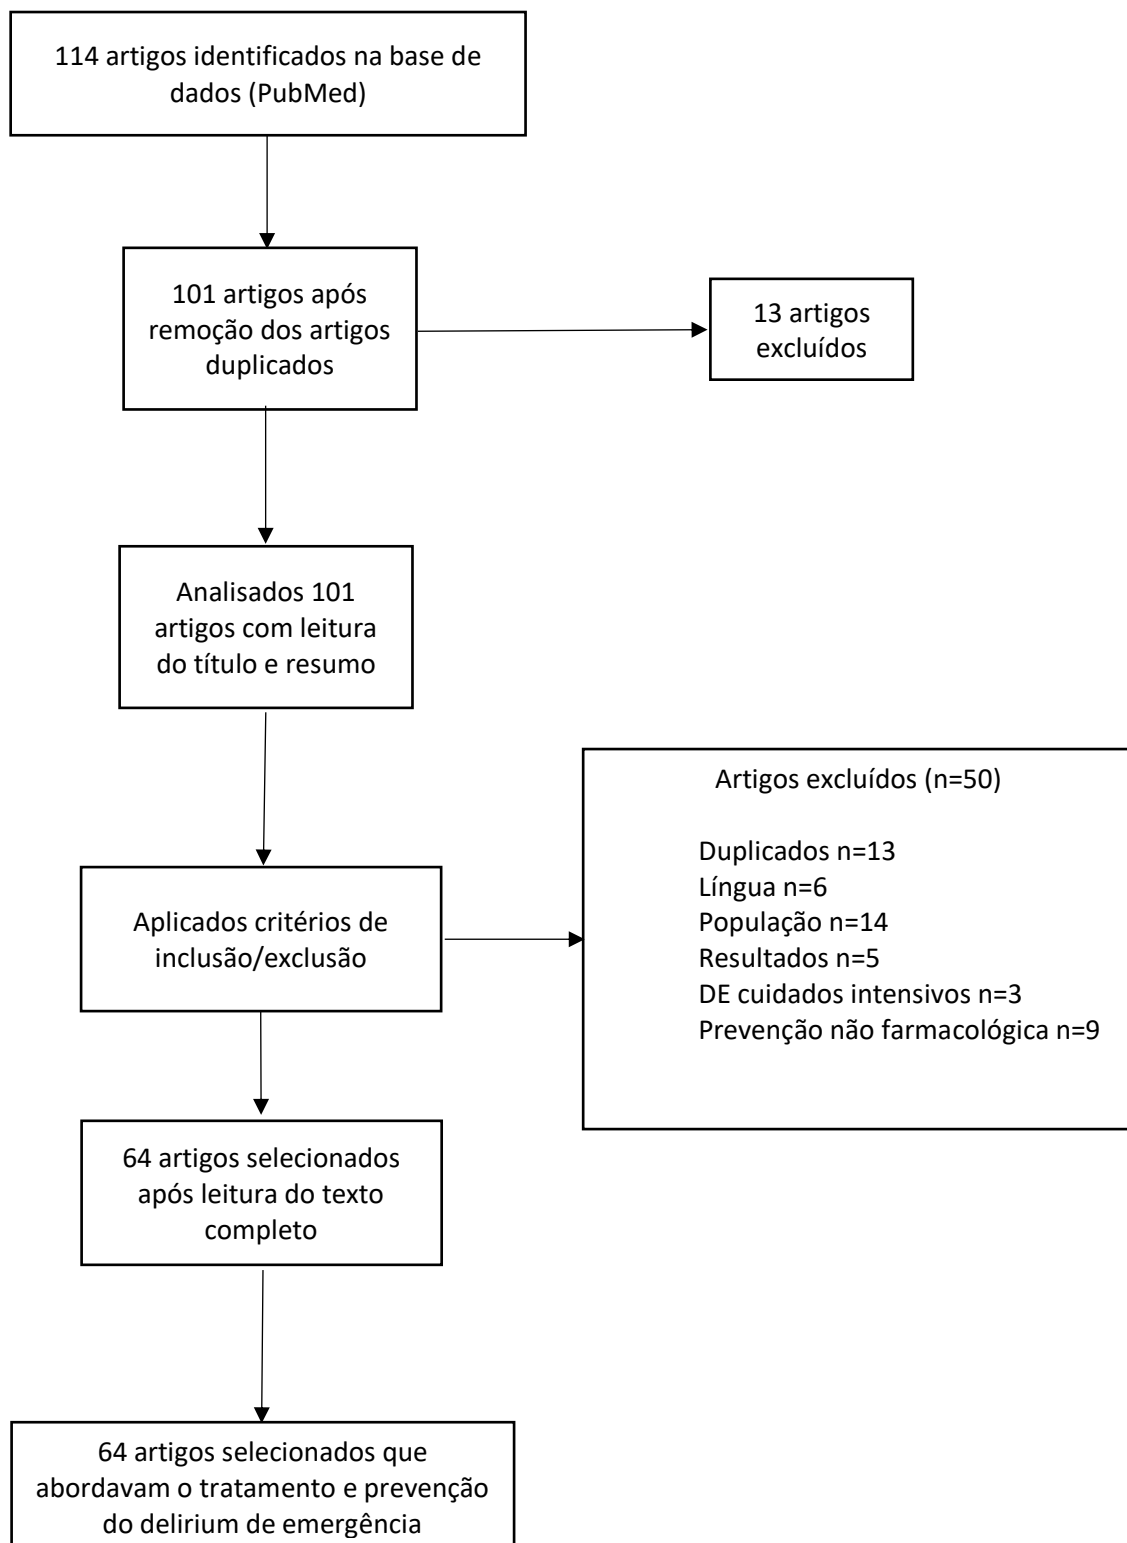 114 artigos identificados na base de
dados (PubMed)
101 artigos após
remoção dos artigos
duplicados
13 artigos
excluídos
Analisados 101
artigos com leitura
do título e resumo
Aplicados critérios de
inclusão/exclusão
Artigos excluídos (n=50)
Duplicados n=13
Língua n=6
População n=14
Resultados n=5
DE cuidados intensivos n=3
Prevenção não farmacológica n=9
64 artigos selecionados
após leitura do texto
completo
64 artigos selecionados que
abordavam o tratamento e prevenção
do delirium de emergência